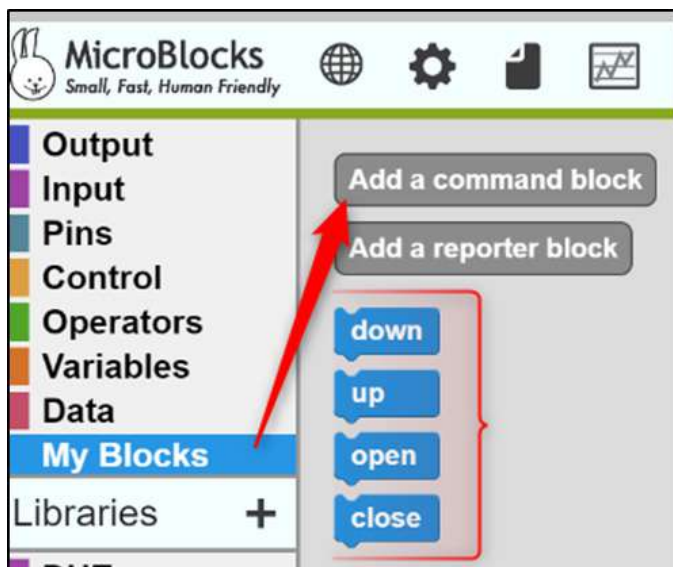 MicroBlocks
Small, Fast, Human Friendly
Output
Input
Pins
Control
Operators
Variables
Data
My Blocks
Libraries +
Add a command block
Add a reporter block
down
up
open
close